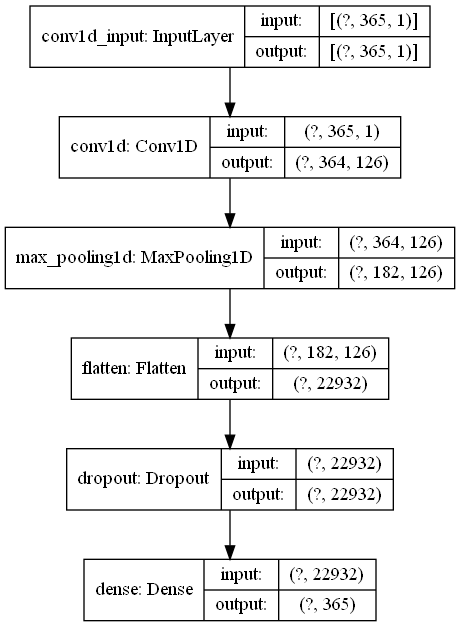 conv1d_input: InputLayer input: [(?, 365, 1)]
output: [(?, 365, 1)]
conv1d: Conv1D input: (?, 365, 1)
output: (?, 364, 126)
max_pooling1d: MaxPooling1D input: (?, 364, 126)
output: (?, 182, 126)
flatten: Flatten input: (?, 182, 126)
output: (?, 22932)
dropout: Dropout input: (?, 22932)
output: (?, 22932)
dense: Dense input: (?, 22932)
output: (?, 365)